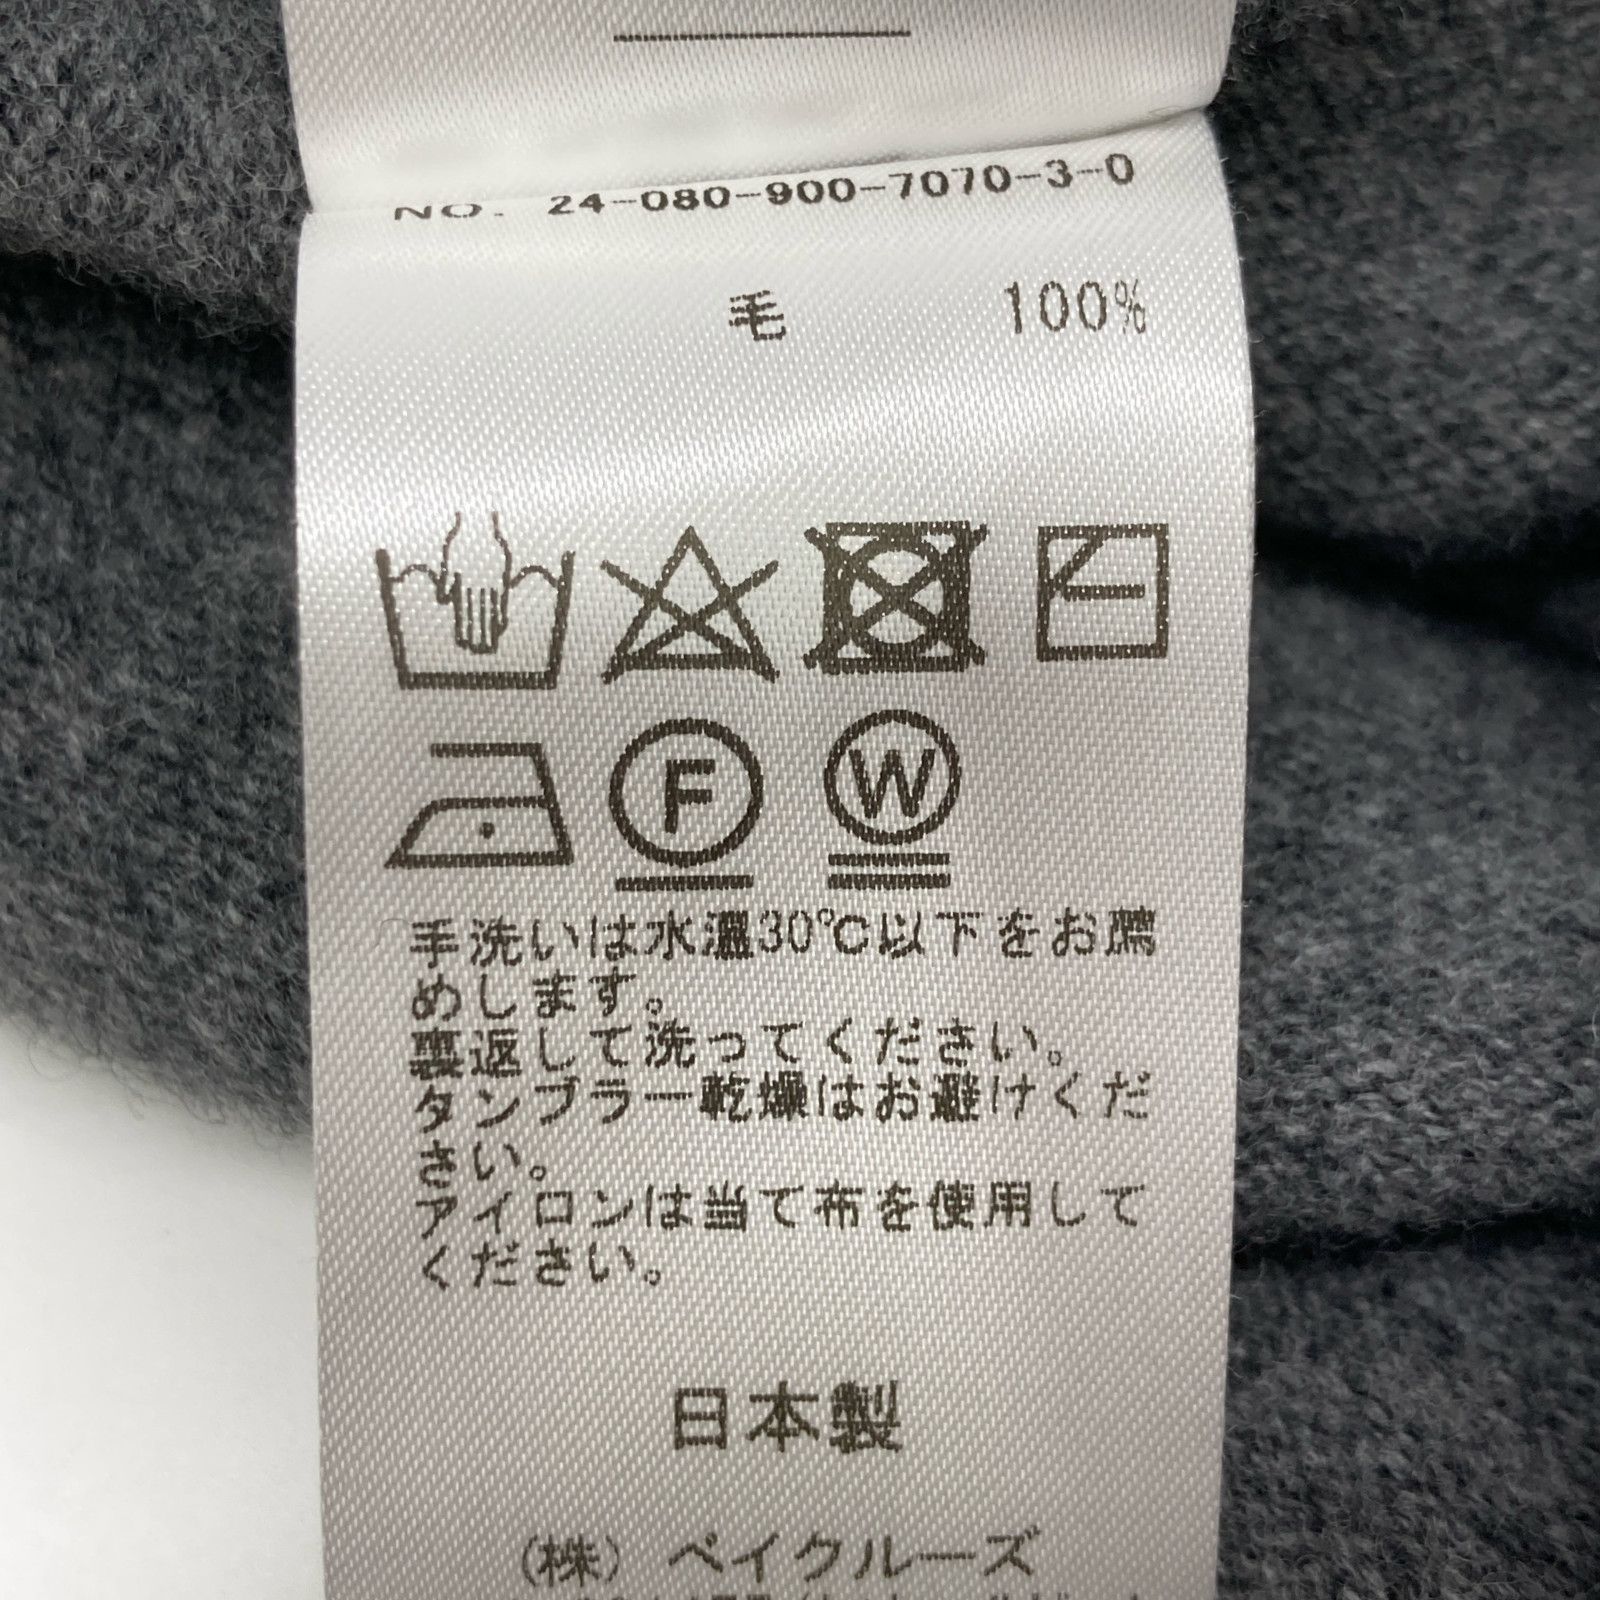 NO. 24-080-900-7070-3-0
毛 100%
F W
手洗いは水温30℃以下をお薦
めします。
裏返して洗ってください。
タンブラー乾燥はお避けくだ
さい。
アイロンは当て布を使用して
ください。
日本製
(株) ベイクルーズ